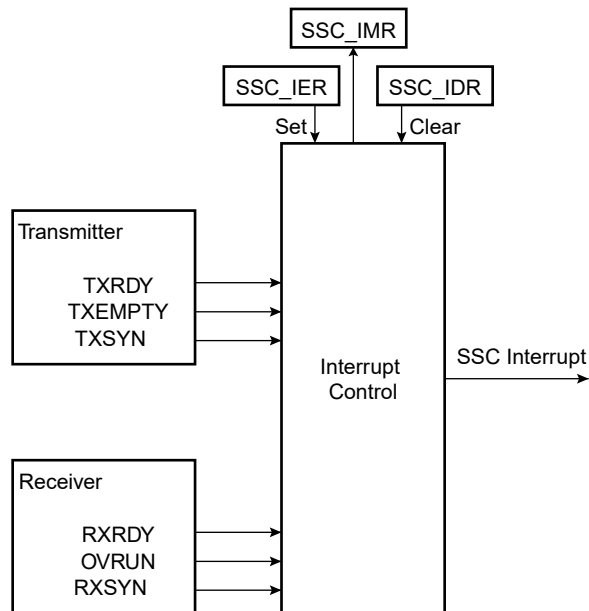 SSC_IMR
SSC_IER
SSC_IDR
Set
Clear
Transmitter
TXRDY
TXEMPTY
TXSYN
Interrupt
Control
SSC Interrupt
Receiver
RXRDY
OVRUN
RXSYN